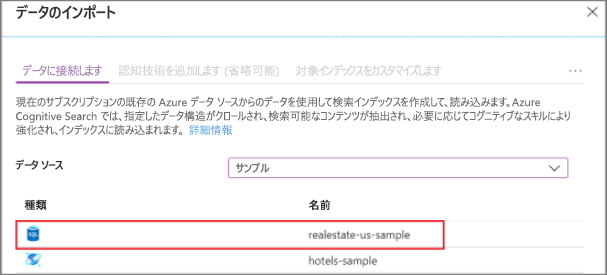 データのインポート
データに接続します 認知技術を追加します (省略可能) 対象インデックスをカスタマイズします
現在のサブスクリプションの既存の Azure データ ソースからのデータを使用して検索インデックスを作成して、読み込みます。Azure
Cognitive Search では、指定したデータ構造がクロールされ、検索可能なコンテンツが抽出され、必要に応じてコグニティブなスキルにより
強化され、インデックスに読み込まれます。 詳細情報
データ ソース サンプル
種類 名前
SQL realestate-us-sample
hotels-sample